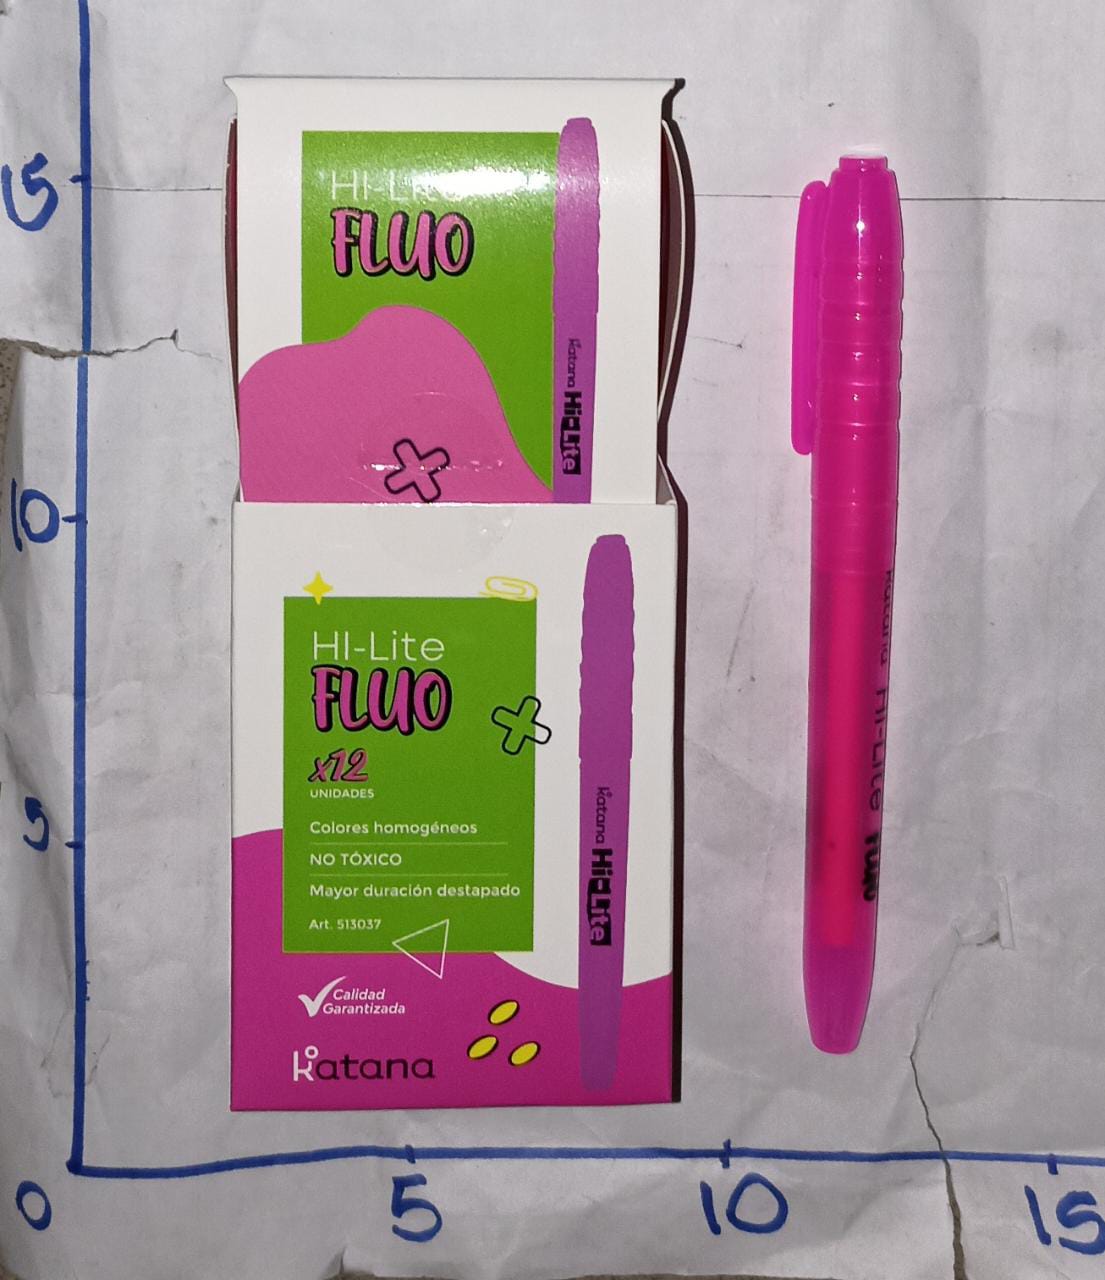 15
HI-Lite
FLUO
katana Hi-Lite
10
HI-Lite
FLUO
x12
UNIDADES
Colores homogéneos
NO TÓXICO
Mayor duración destapado
Art. 513037
katana Hi-Lite
katana HI-Lite FLUO
5
Calidad
Garantizada
katana
0
5
10
15